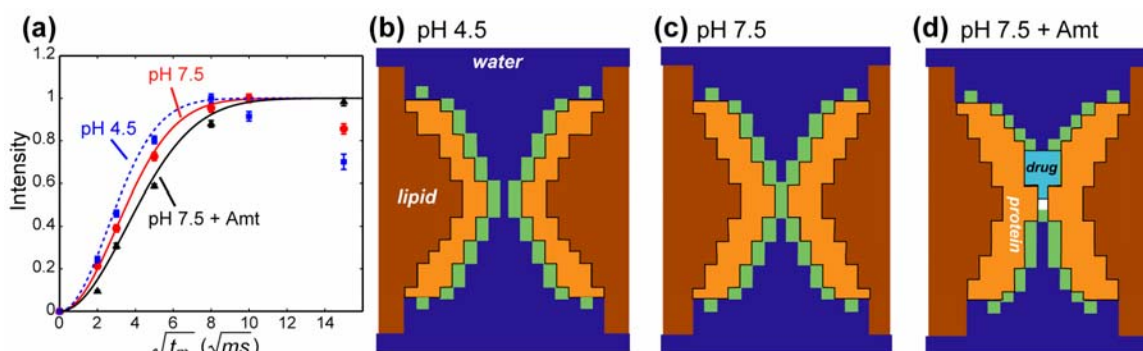 (a)
1.2
1
0.8
0.6
0.4
0.2
0
Intensity
pH 7.5
pH 4.5
pH 7.5 + Amt
0 2 4 6 8 10 12 14
(√ms)
(b) pH 4.5
water
lipid
(c) pH 7.5
(d) pH 7.5 + Amt
drug
protein